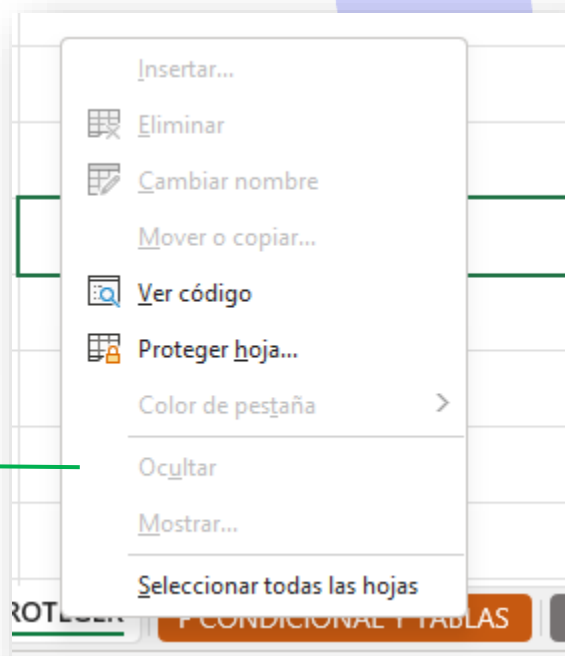 Insertar...
Eliminar
Cambiar nombre
Mover o copiar...
Ver código
Proteger hoja...
Color de pestaña
Ocultar
Mostrar...
Seleccionar todas las hojas
F CONDICIONAL Y TABLAS